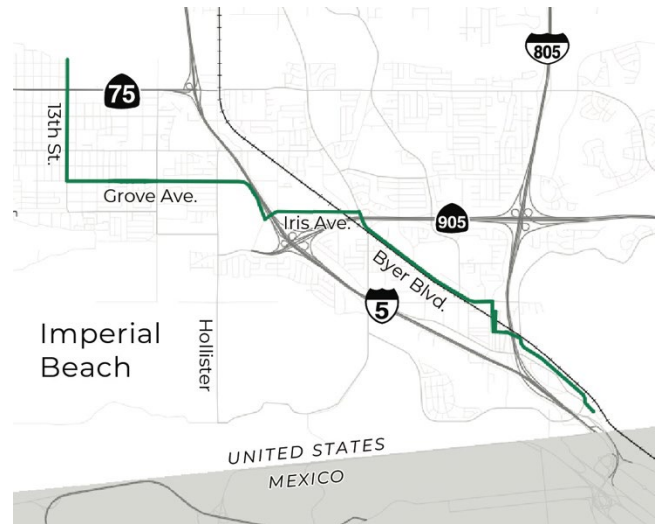 805
75
13th St.
Grove Ave.
Iris Ave.
905
Byer Blvd.
5
Imperial
Beach
Hollister
UNITED STATES
MEXICO